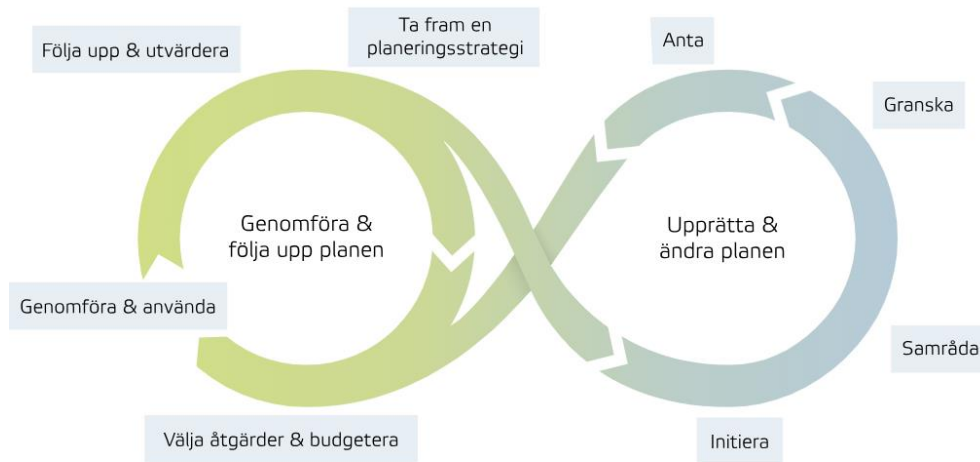 Ta fram en
planeringsstrategi
Följa upp & utvärdera
Anta
Granska
Genomföra &
följa upp planen
Upprätta &
ändra planen
Genomföra & använda
Samråda
Välja åtgärder & budgetera
Initiera